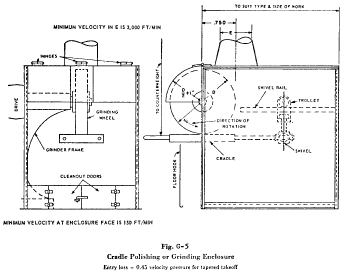 TO SUIT TYPE & SIZE OF WORK
MINIMUM VELOCITY IN E IS 3,000 FT/MIN
.75D
E
HINGES
DRIVE
GRINDING
WHEEL
GRINDER FRAME
CLEANOUT DOORS
TO COUNTERWEIGHT
SWIVEL RAIL
TROLLEY
DIRECTION OF
ROTATION
CRADLE
SWIVEL
FLOOR HOOK
MINIMUM VELOCITY AT ENCLOSURE FACE IS 150 FT/MIN
Fig. G-5
Cradle Polishing or Grinding Enclosure
Entry loss = 0.45 velocity pressure for tapered takeoff